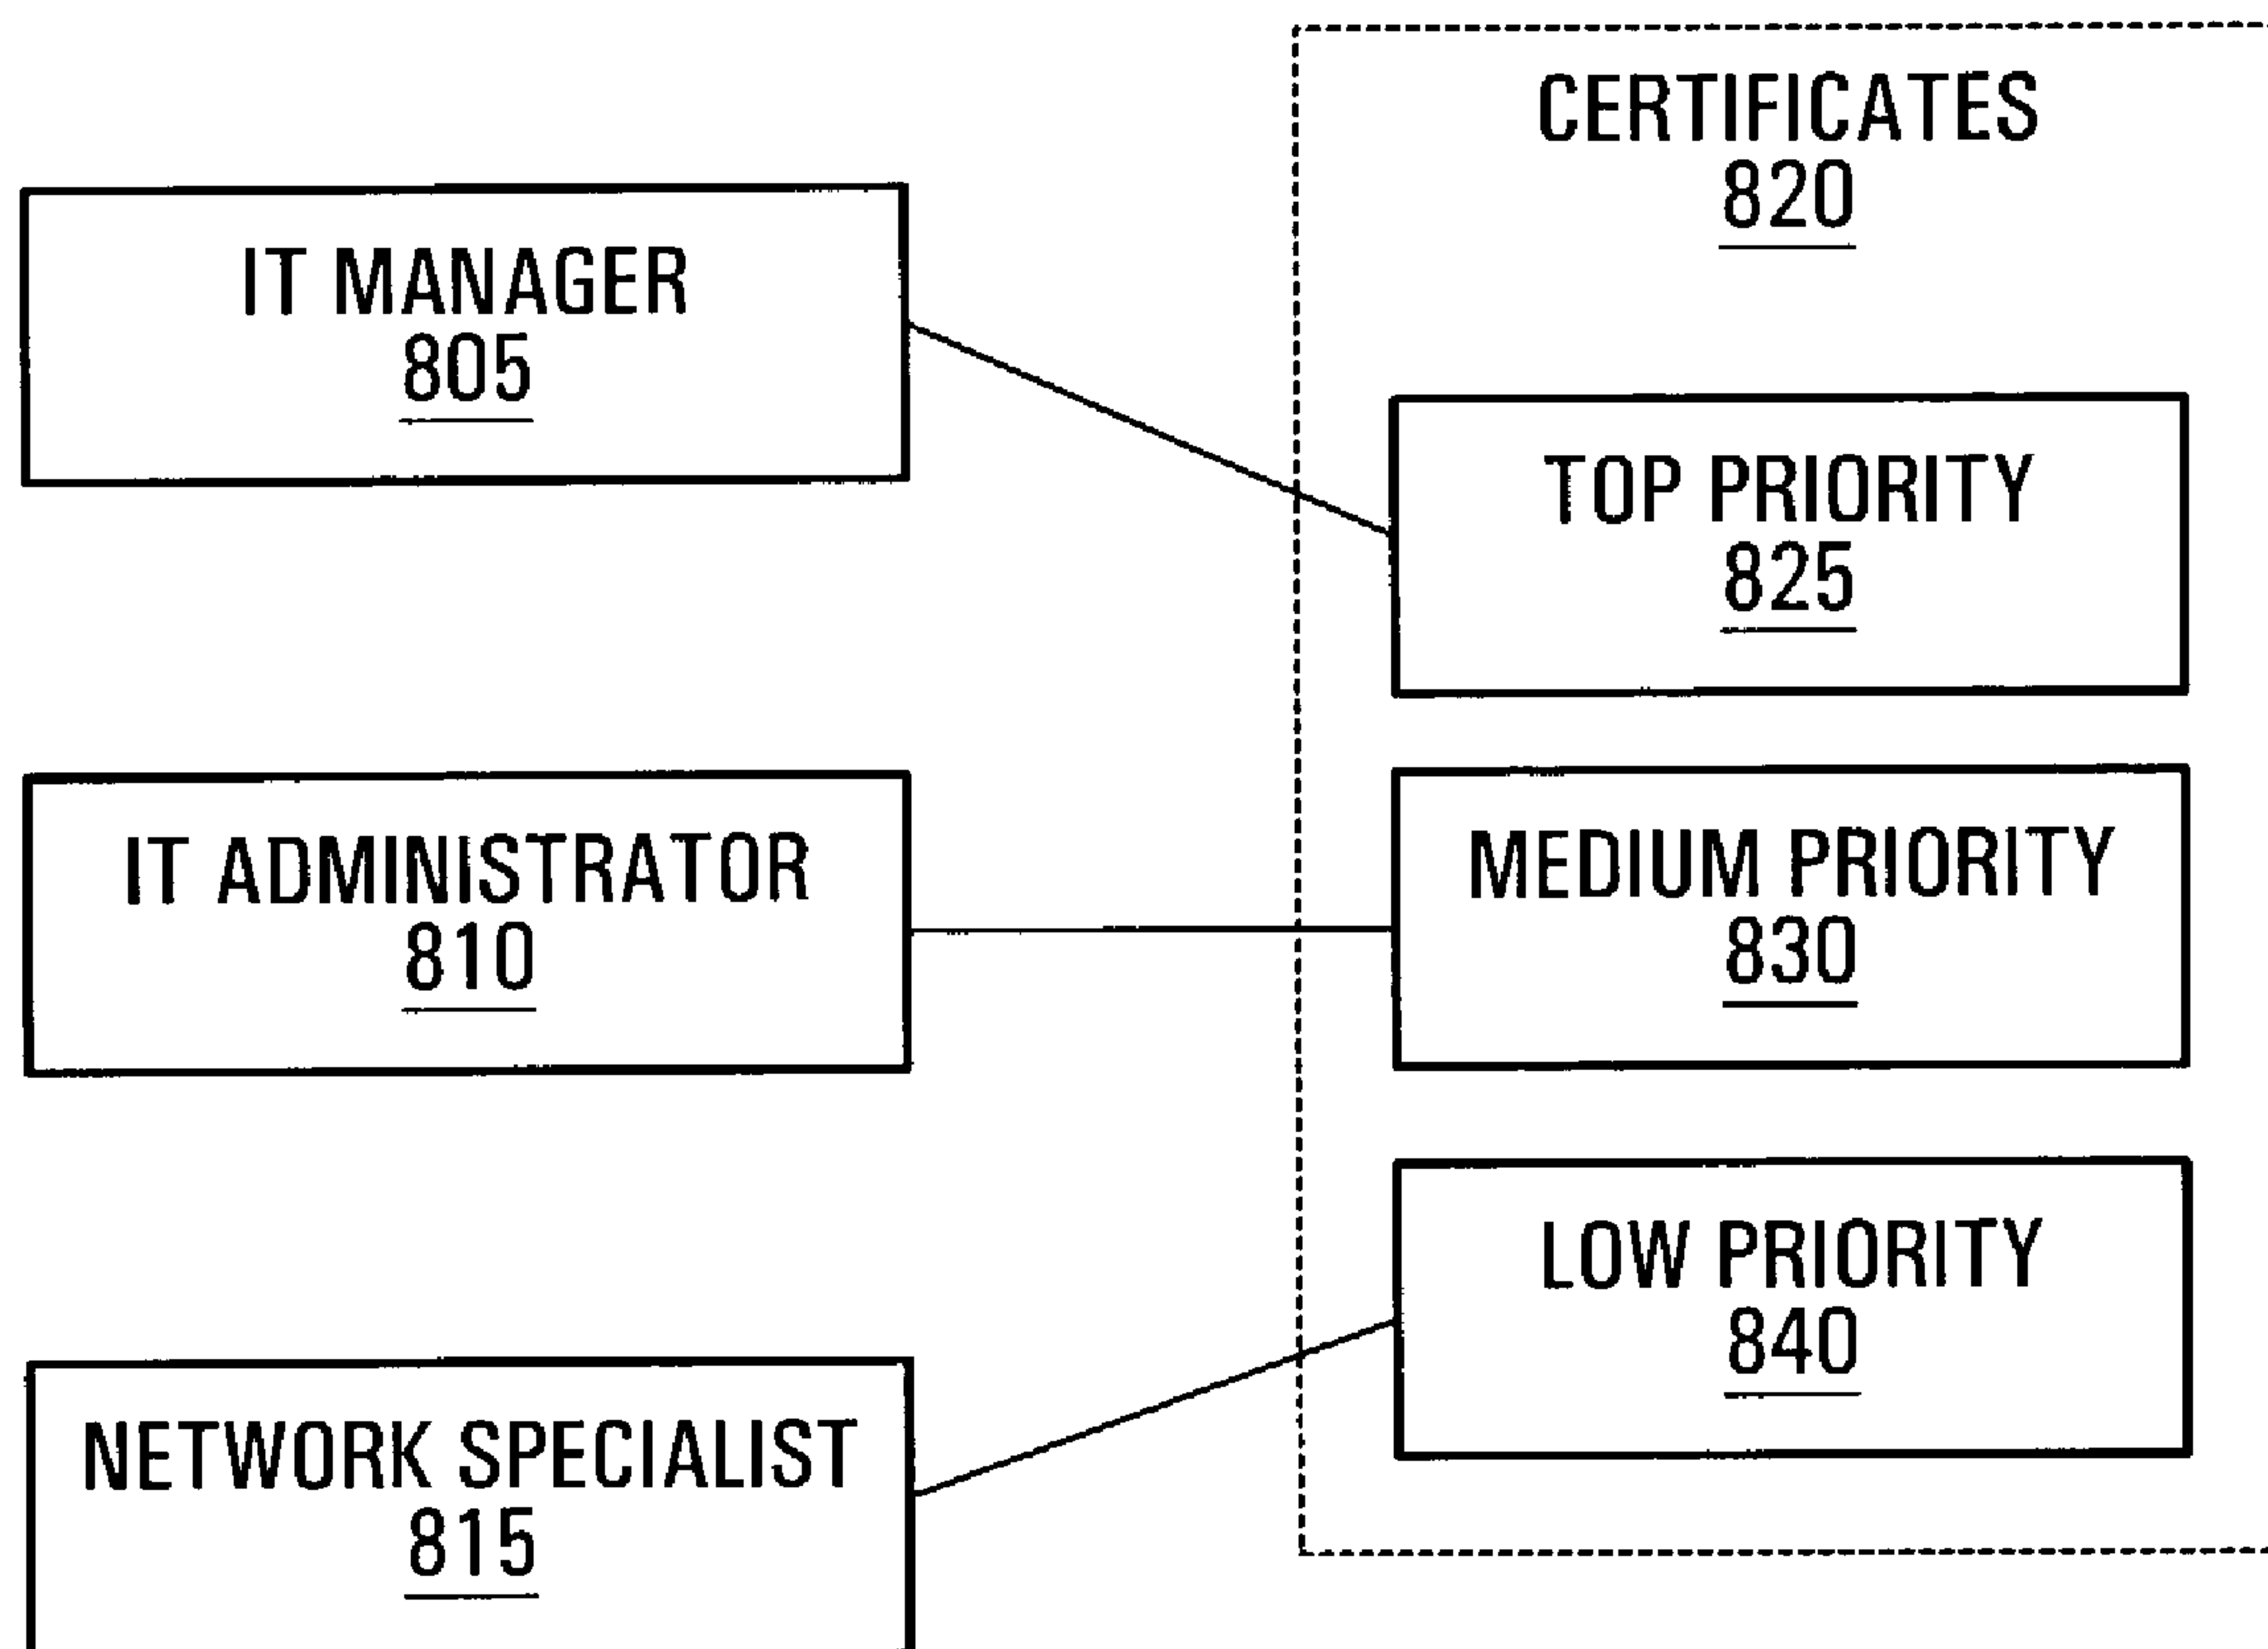 CERTIFICATES
820
IT MANAGER
805
TOP PRIORITY
825
IT ADMINISTRATOR
810
MEDIUM PRIORITY
830
LOW PRIORITY
840
NETWORK SPECIALIST
815